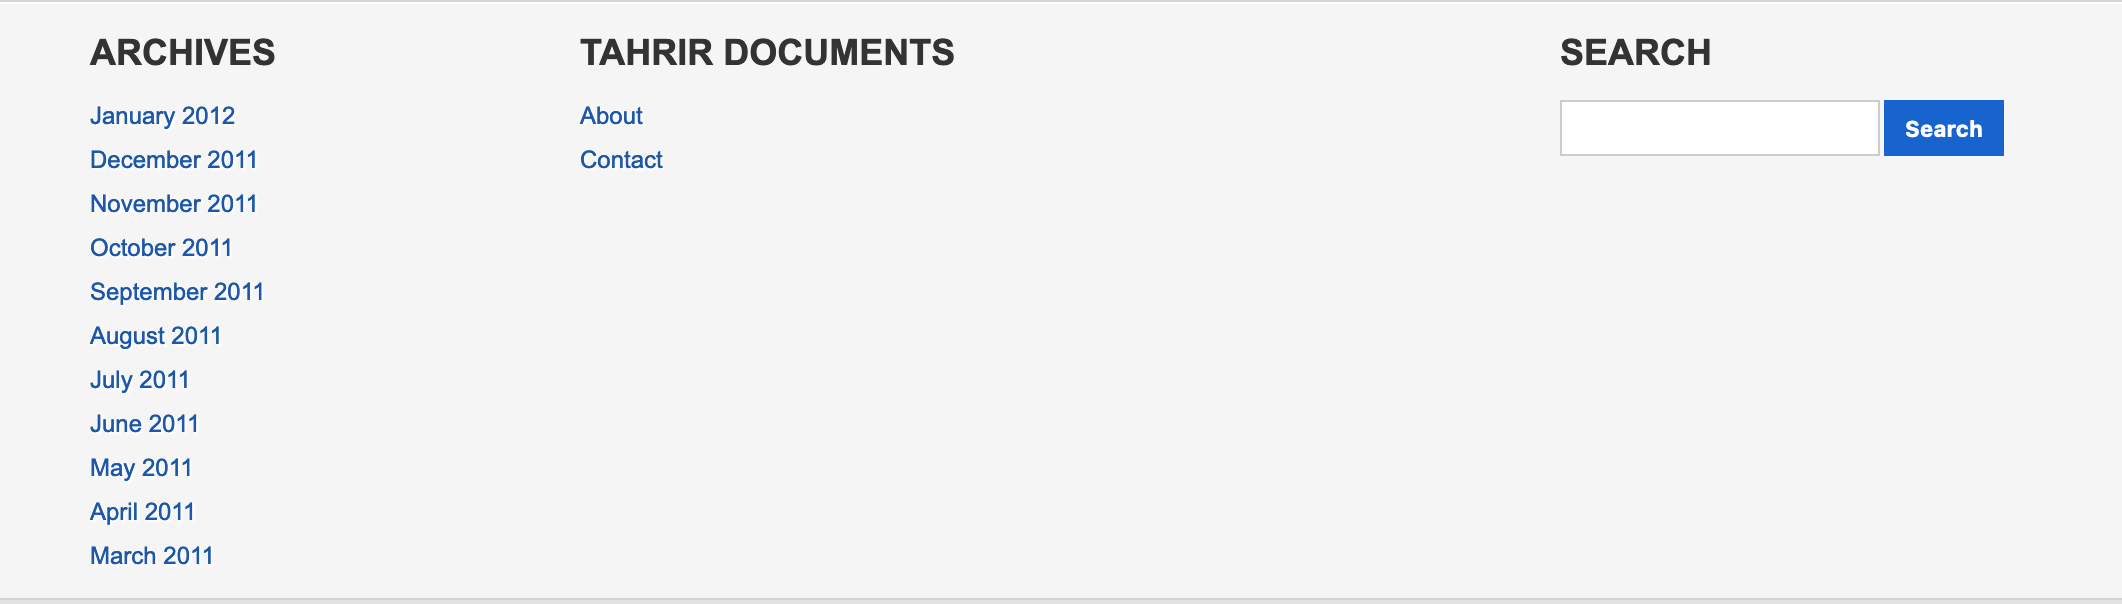 ARCHIVES
January 2012
December 2011
November 2011
October 2011
September 2011
August 2011
July 2011
June 2011
May 2011
April 2011
March 2011
TAHRIR DOCUMENTS
About
Contact
SEARCH
Search